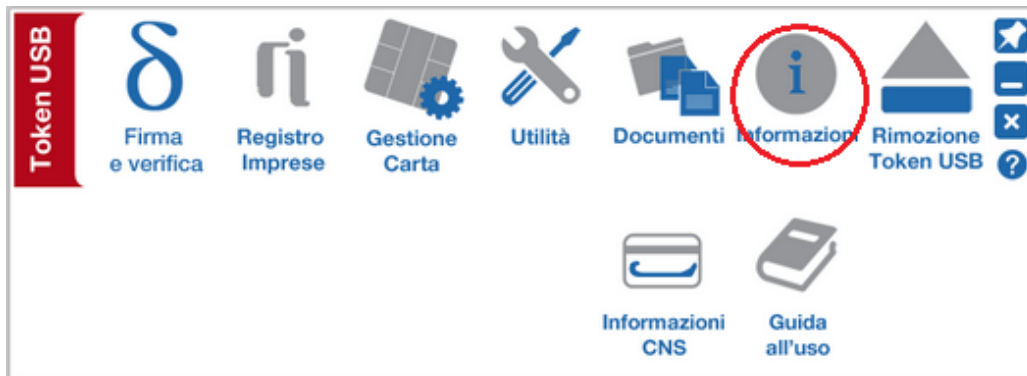 Token USB
Firma
e verifica
Registro
Imprese
Gestione
Carta
Utilità
Documenti
Informazioni
Rimozione
Token USB
Informazioni
CNS
Guida
all'uso